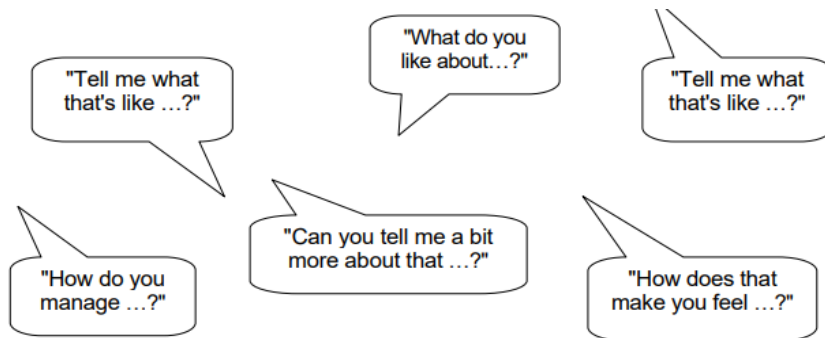 "What do you
like about…?"
"Tell me what
that's like …?"
"Tell me what
that's like …?"
"Can you tell me a bit
more about that …?"
"How do you
manage …?"
"How does that
make you feel …?"